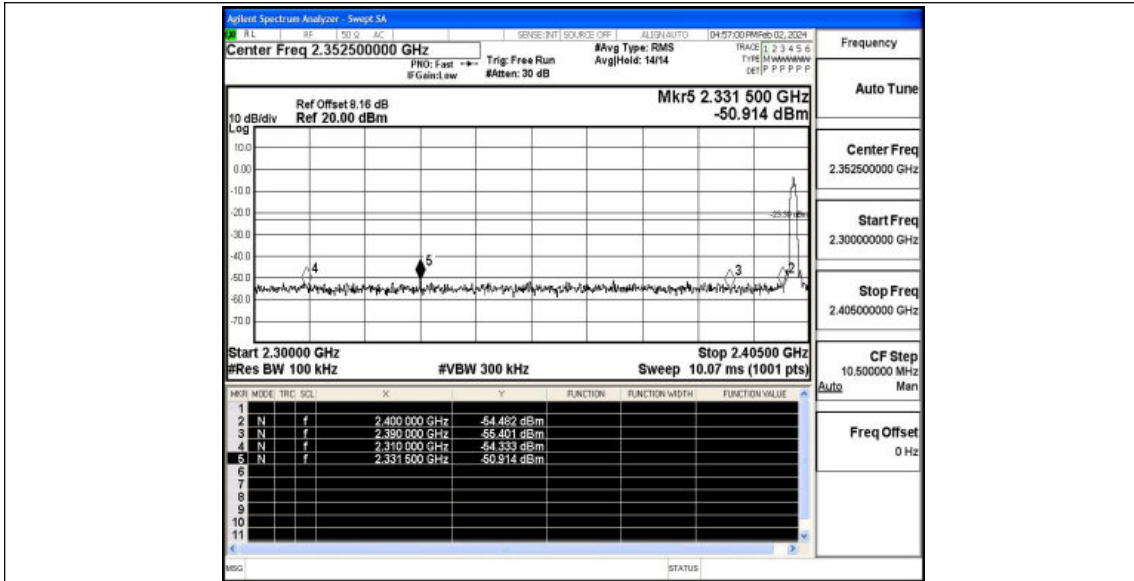 Agilent Spectrum Analyzer - Swept SA
RL RF 50 Ω AC SENSE:INT SOURCE OFF ALIGN AUTO 04:57:00 PM Feb 02, 2024
Center Freq 2.352500000 GHz
#Avg Type: RMS
TRACE 1 2 3 4 5 6
PNO: Fast Trig: Free Run Avg|Hold: 14/14
TYPE M WWWWW
IFGain:Low #Atten: 30 dB
DET P P P P P P
Mkr5 2.331 500 GHz
-50.914 dBm
Ref Offset 8.16 dB
10 dB/div Ref 20.00 dBm
Log
10.0
0.00
-10.0
-20.0
-30.0
-40.0
-50.0
-60.0
-70.0
4
5
3
2
Start 2.30000 GHz Stop 2.40500 GHz
#Res BW 100 kHz #VBW 300 kHz Sweep 10.07 ms (1001 pts)
MKR MODE TRC SCL X Y FUNCTION FUNCTION WIDTH FUNCTION VALUE
1
2 N f 2.400 000 GHz -54.482 dBm
3 N f 2.390 000 GHz -55.401 dBm
4 N f 2.310 000 GHz -54.333 dBm
5 N f 2.331 500 GHz -50.914 dBm
6
7
8
9
10
11
MSG STATUS
Frequency
Auto Tune
Center Freq
2.352500000 GHz
Start Freq
2.300000000 GHz
Stop Freq
2.405000000 GHz
CF Step
10.500000 MHz
Auto Man
Freq Offset
0 Hz